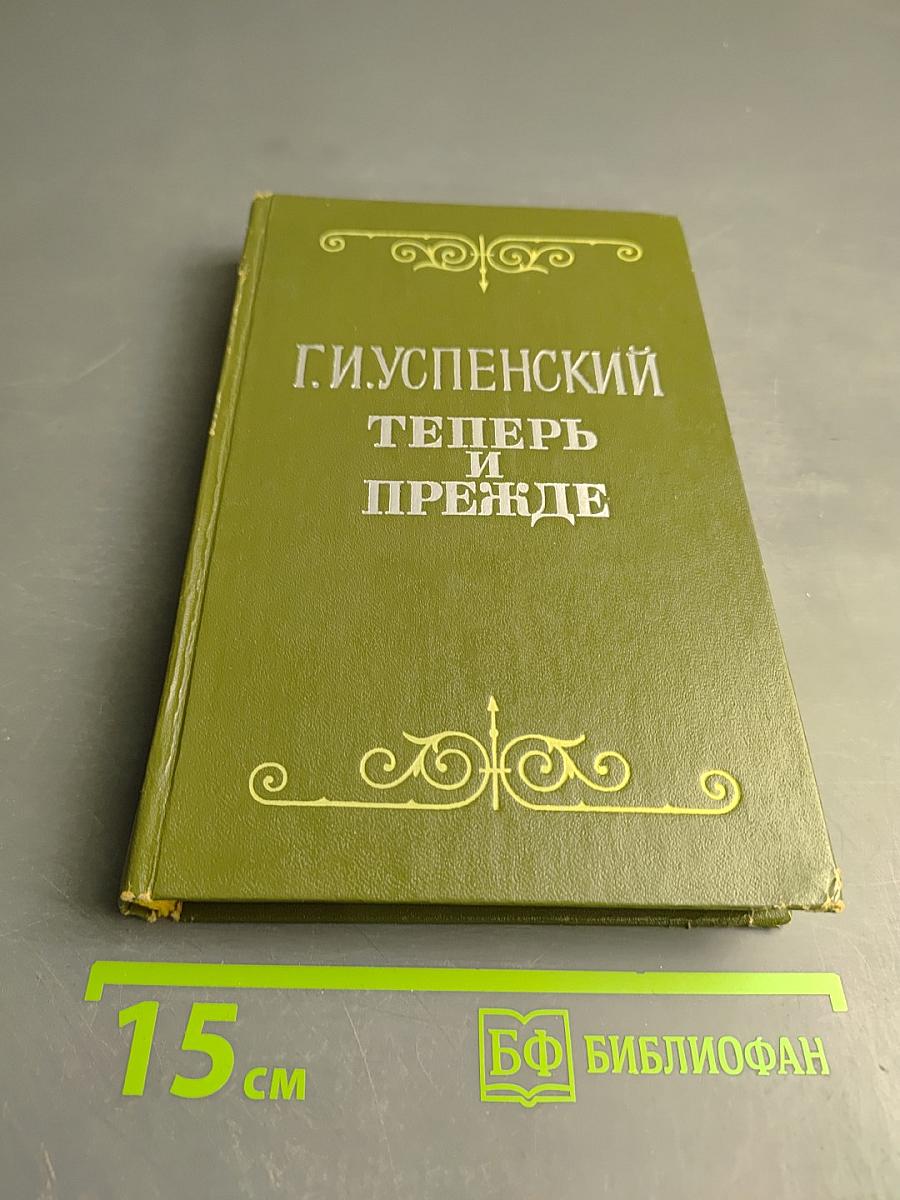 Г.И.УСПЕНСКИЙ
ТЕПЕРЬ
И
ПРЕЖДЕ
15 см
БФ БИБЛИОФАН